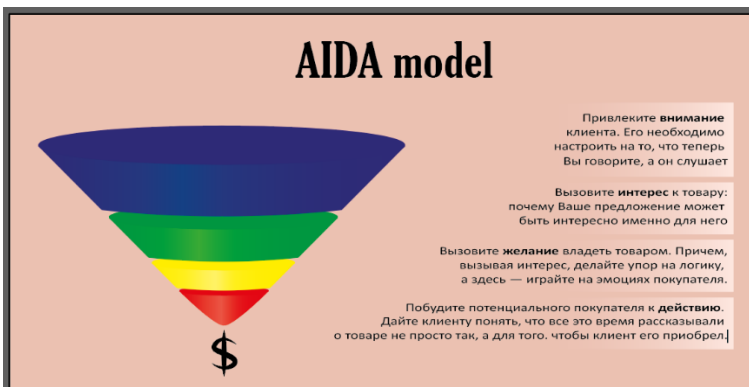 AIDA model
Привлеките внимание
клиента. Его необходимо
настроить на то, что теперь
Вы говорите, а он слушает
Вызовите интерес к товару:
почему Ваше предложение может
быть интересно именно для него
Вызовите желание владеть товаром. Причем,
вызывая интерес, делайте упор на логику,
а здесь — играйте на эмоциях покупателя.
Побудите потенциального покупателя к действию.
Дайте клиенту понять, что все это время рассказывали
о товаре не просто так, а для того. чтобы клиент его приобрел.
$